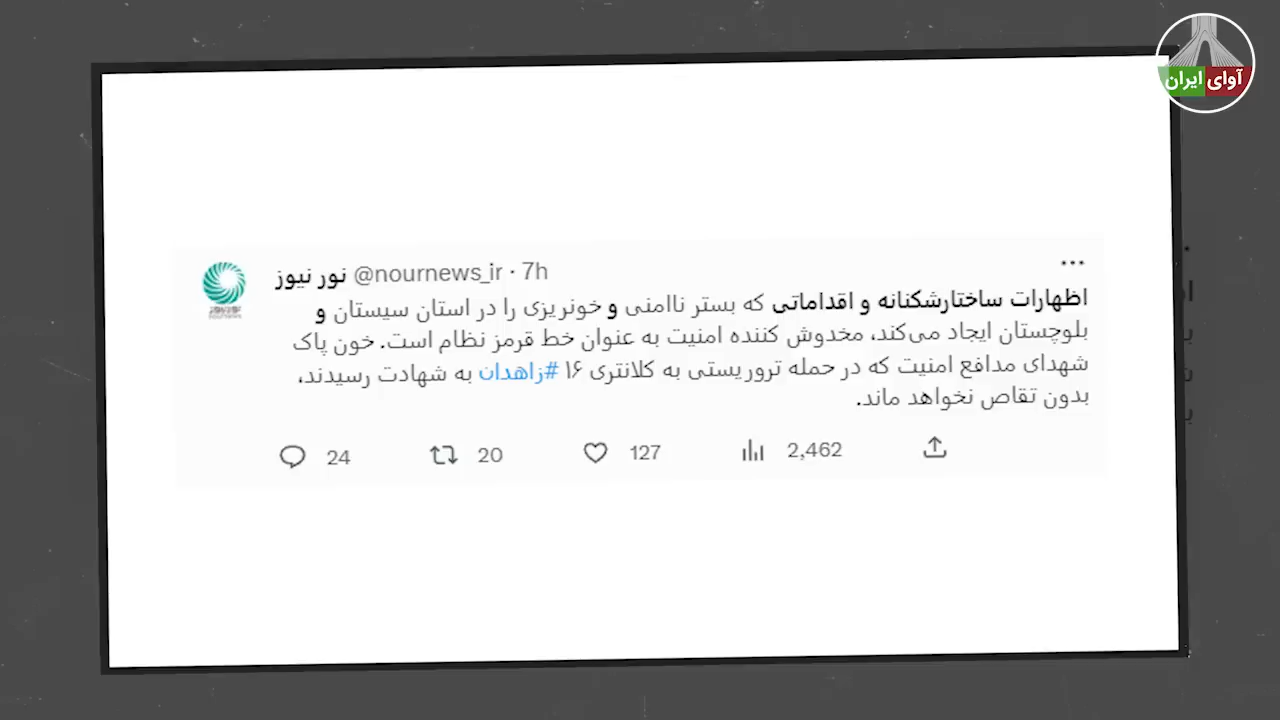 آوای ایران
نور نیوز @nournews_ir · 7h
اظهارات ساختارشکنانه و اقداماتی که بستر ناامنی و خونریزی را در استان سیستان و
بلوچستان ایجاد می‌کند، مخدوش کننده امنیت به عنوان خط قرمز نظام است. خون پاک
شهدای مدافع امنیت که در حمله تروریستی به کلانتری ۱۶ #زاهدان به شهادت رسیدند،
بدون تقاص نخواهد ماند.
24 20 127 2,462